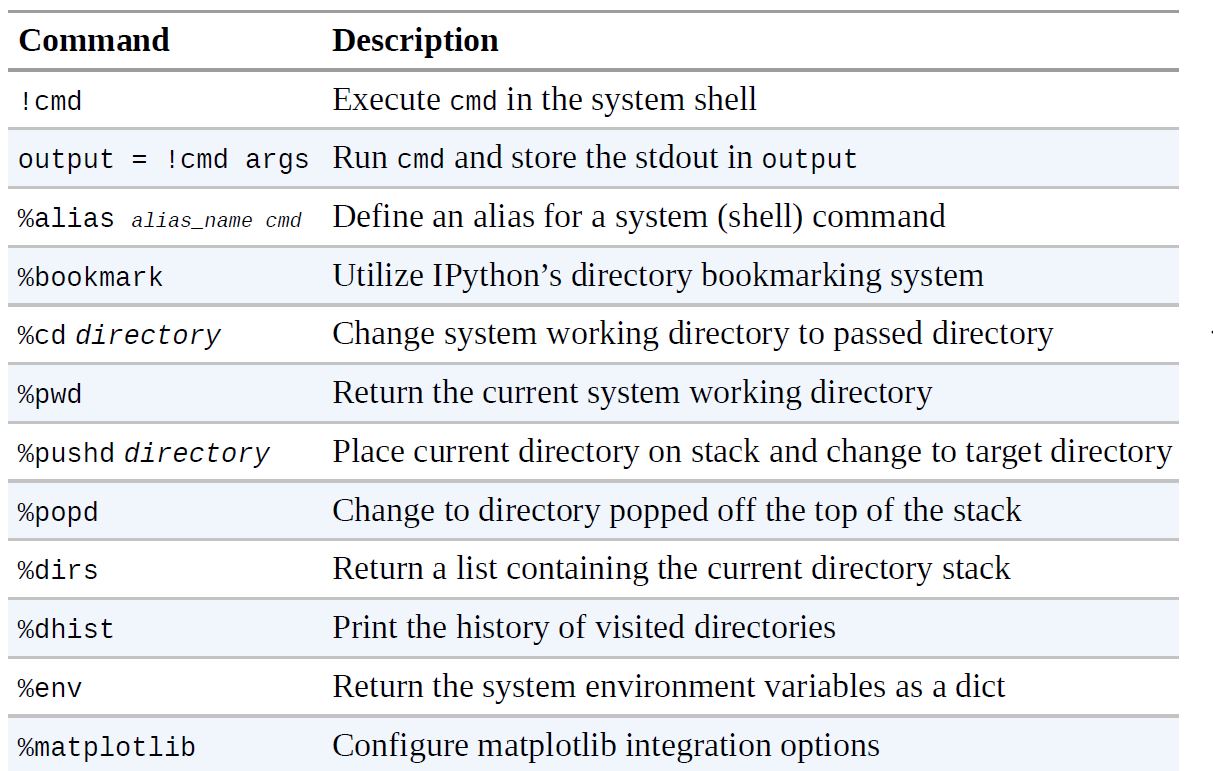 Command Description
!cmd Execute cmd in the system shell
output = !cmd args Run cmd and store the stdout in output
%alias alias_name cmd Define an alias for a system (shell) command
%bookmark Utilize IPython’s directory bookmarking system
%cd directory Change system working directory to passed directory
%pwd Return the current system working directory
%pushd directory Place current directory on stack and change to target directory
%popd Change to directory popped off the top of the stack
%dirs Return a list containing the current directory stack
%dhist Print the history of visited directories
%env Return the system environment variables as a dict
%matplotlib Configure matplotlib integration options